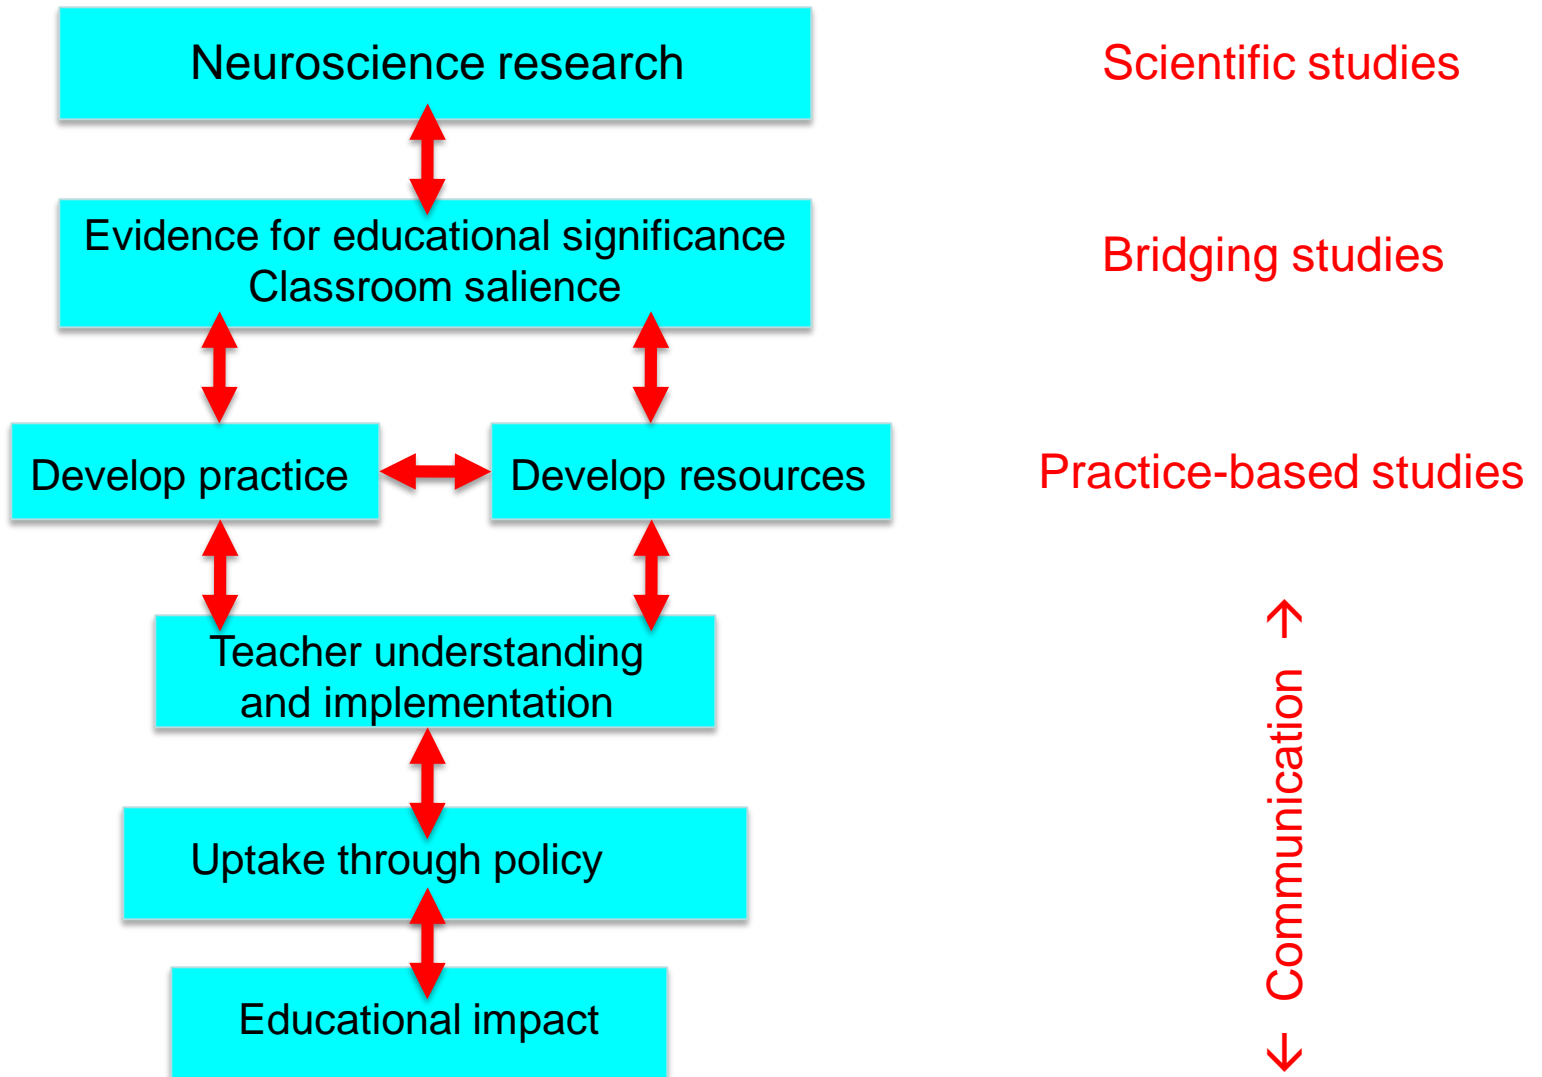 Neuroscience research
Scientific studies
Evidence for educational significance
Classroom salience
Bridging studies
Develop practice
Develop resources
Practice-based studies
Teacher understanding
and implementation
Uptake through policy
Educational impact
← Communication →